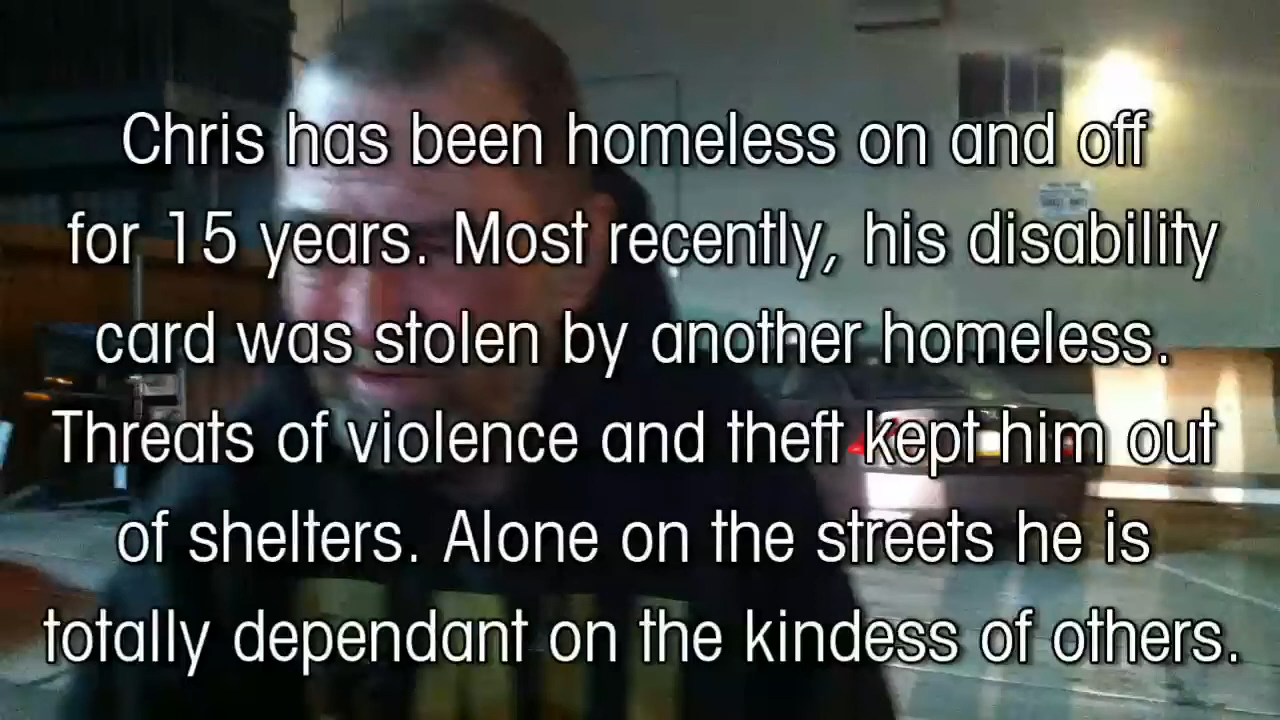 Chris has been homeless on and off
for 15 years. Most recently, his disability
card was stolen by another homeless.
Threats of violence and theft kept him out
of shelters. Alone on the streets he is
totally dependant on the kindess of others.